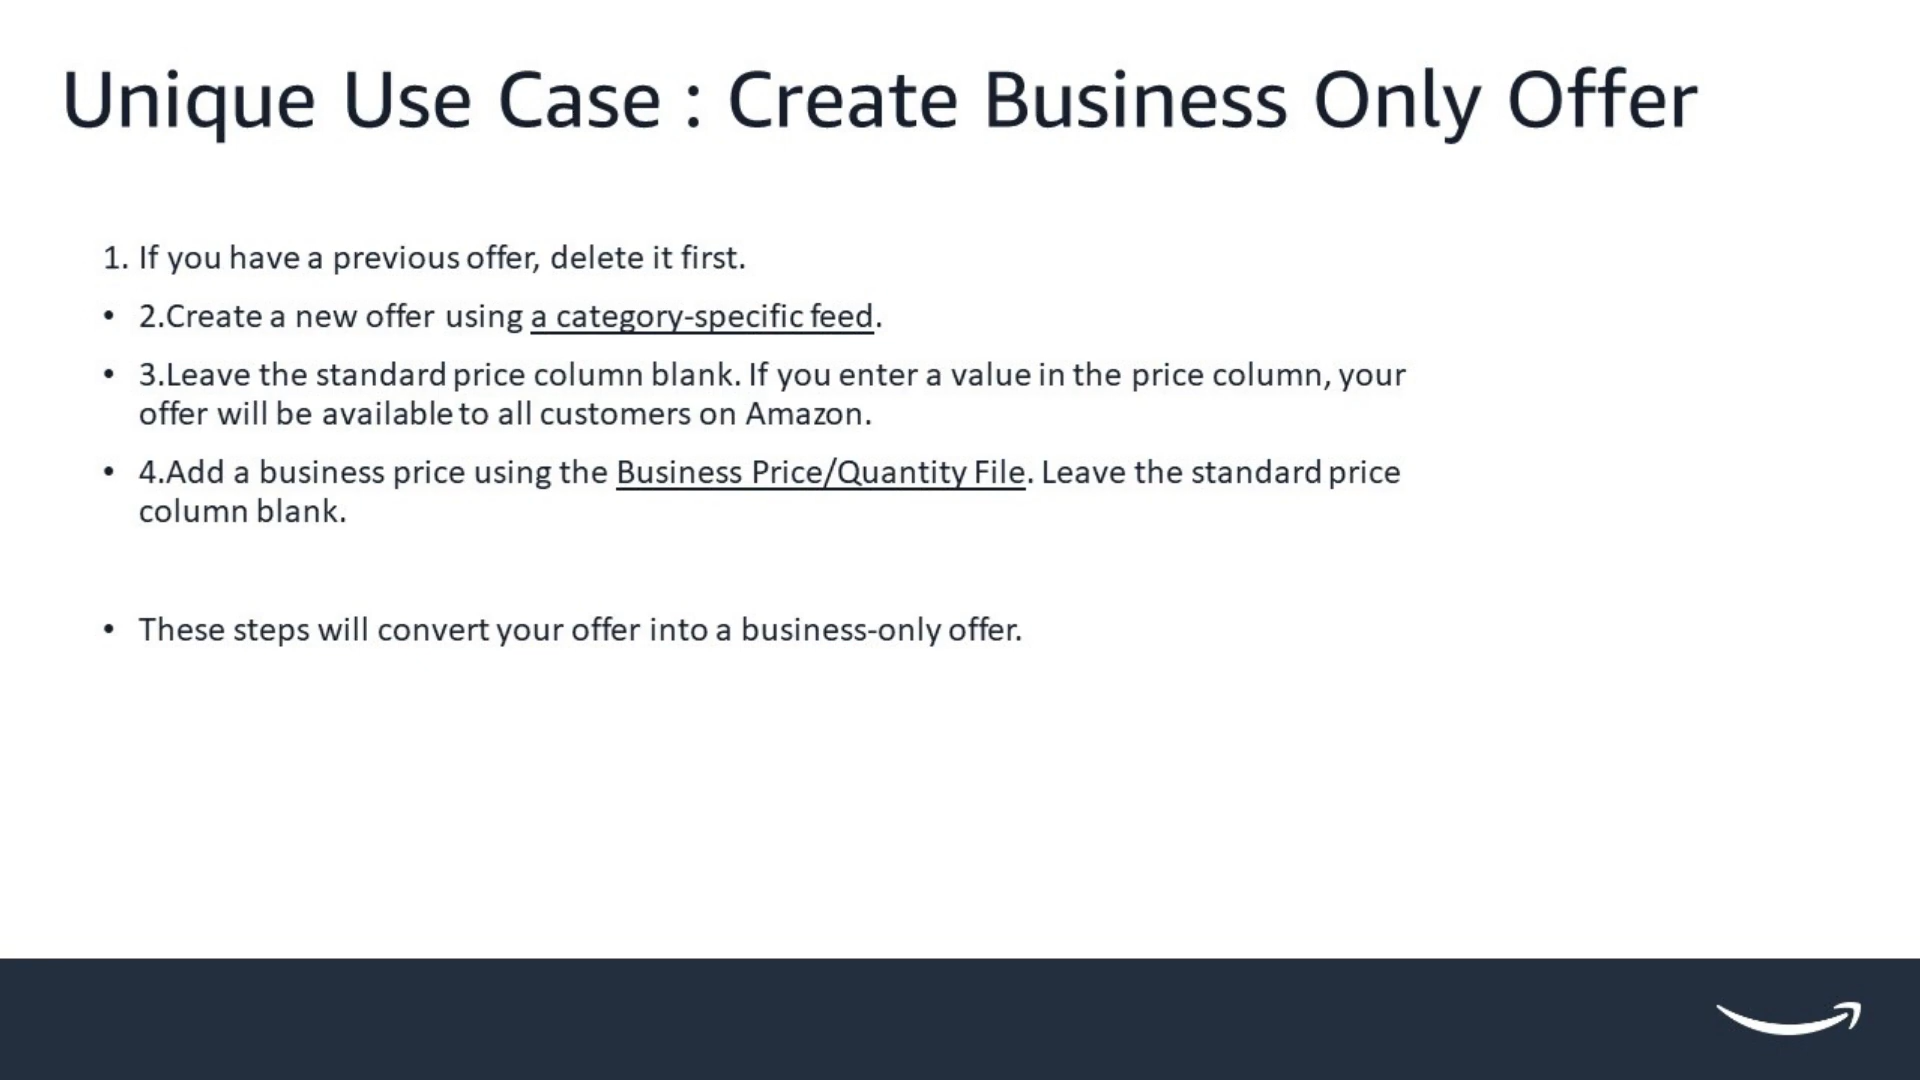 Unique Use Case : Create Business Only Offer
1. If you have a previous offer, delete it first.
• 2.Create a new offer using a category-specific feed.
• 3.Leave the standard price column blank. If you enter a value in the price column, your
offer will be available to all customers on Amazon.
• 4.Add a business price using the Business Price/Quantity File. Leave the standard price
column blank.
• These steps will convert your offer into a business-only offer.